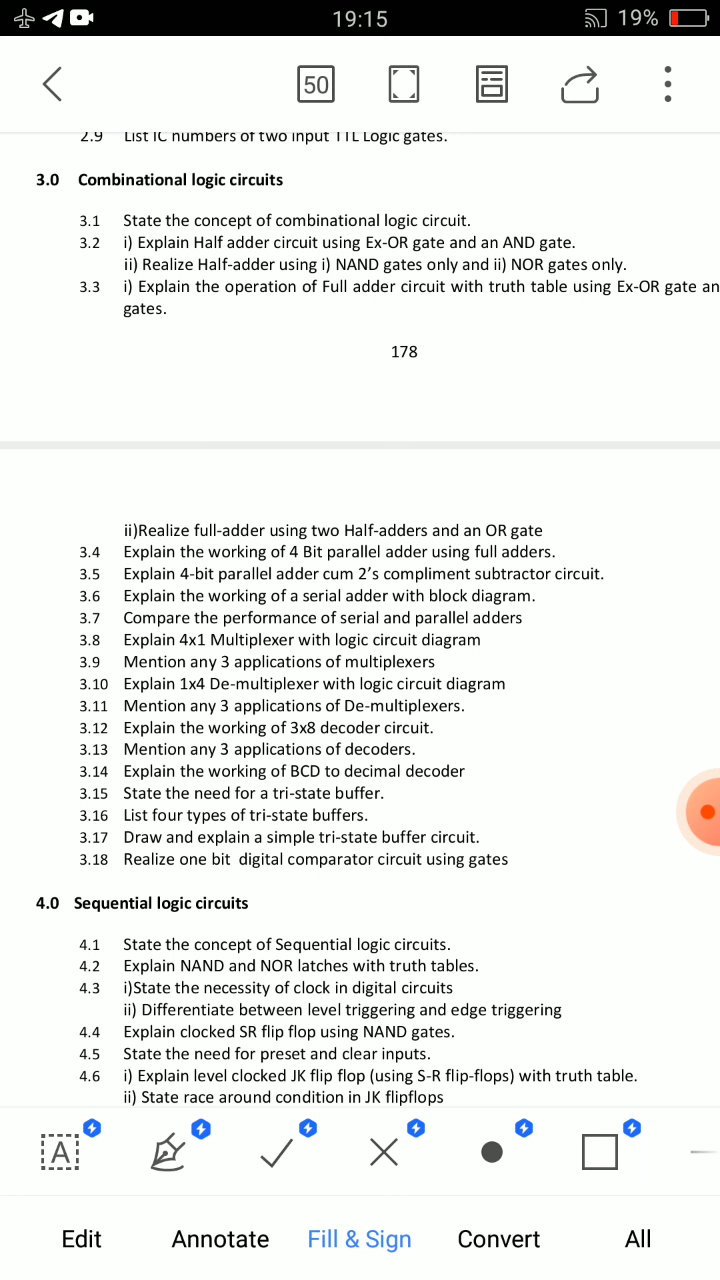 19:15
19%
50
2.9 List IC numbers of two input TTL Logic gates.
3.0 Combinational logic circuits
3.1 State the concept of combinational logic circuit.
3.2 i) Explain Half adder circuit using Ex-OR gate and an AND gate.
ii) Realize Half-adder using i) NAND gates only and ii) NOR gates only.
3.3 i) Explain the operation of Full adder circuit with truth table using Ex-OR gate an
gates.
178
ii)Realize full-adder using two Half-adders and an OR gate
3.4 Explain the working of 4 Bit parallel adder using full adders.
3.5 Explain 4-bit parallel adder cum 2's compliment subtractor circuit.
3.6 Explain the working of a serial adder with block diagram.
3.7 Compare the performance of serial and parallel adders
3.8 Explain 4x1 Multiplexer with logic circuit diagram
3.9 Mention any 3 applications of multiplexers
3.10 Explain 1x4 De-multiplexer with logic circuit diagram
3.11 Mention any 3 applications of De-multiplexers.
3.12 Explain the working of 3x8 decoder circuit.
3.13 Mention any 3 applications of decoders.
3.14 Explain the working of BCD to decimal decoder
3.15 State the need for a tri-state buffer.
3.16 List four types of tri-state buffers.
3.17 Draw and explain a simple tri-state buffer circuit.
3.18 Realize one bit digital comparator circuit using gates
4.0 Sequential logic circuits
4.1 State the concept of Sequential logic circuits.
4.2 Explain NAND and NOR latches with truth tables.
4.3 i)State the necessity of clock in digital circuits
ii) Differentiate between level triggering and edge triggering
4.4 Explain clocked SR flip flop using NAND gates.
4.5 State the need for preset and clear inputs.
4.6 i) Explain level clocked JK flip flop (using S-R flip-flops) with truth table.
ii) State race around condition in JK flipflops
A
Edit Annotate Fill & Sign Convert All